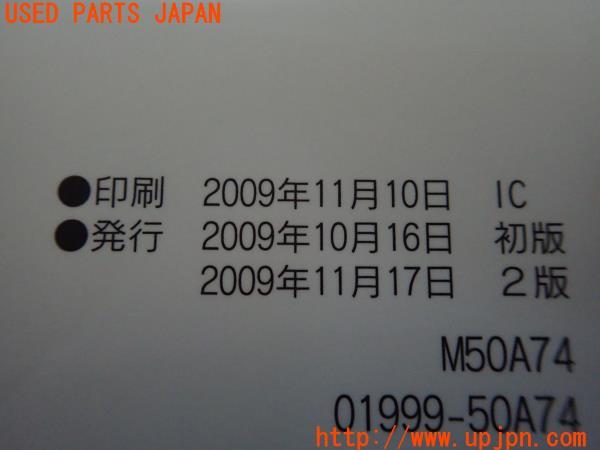 USED PARTS JAPAN
●印刷 2009年11月10日 IC
●発行 2009年10月16日 初版
2009年11月17日 2版
M50A74
01999-50A74
http://www.upjpn.com